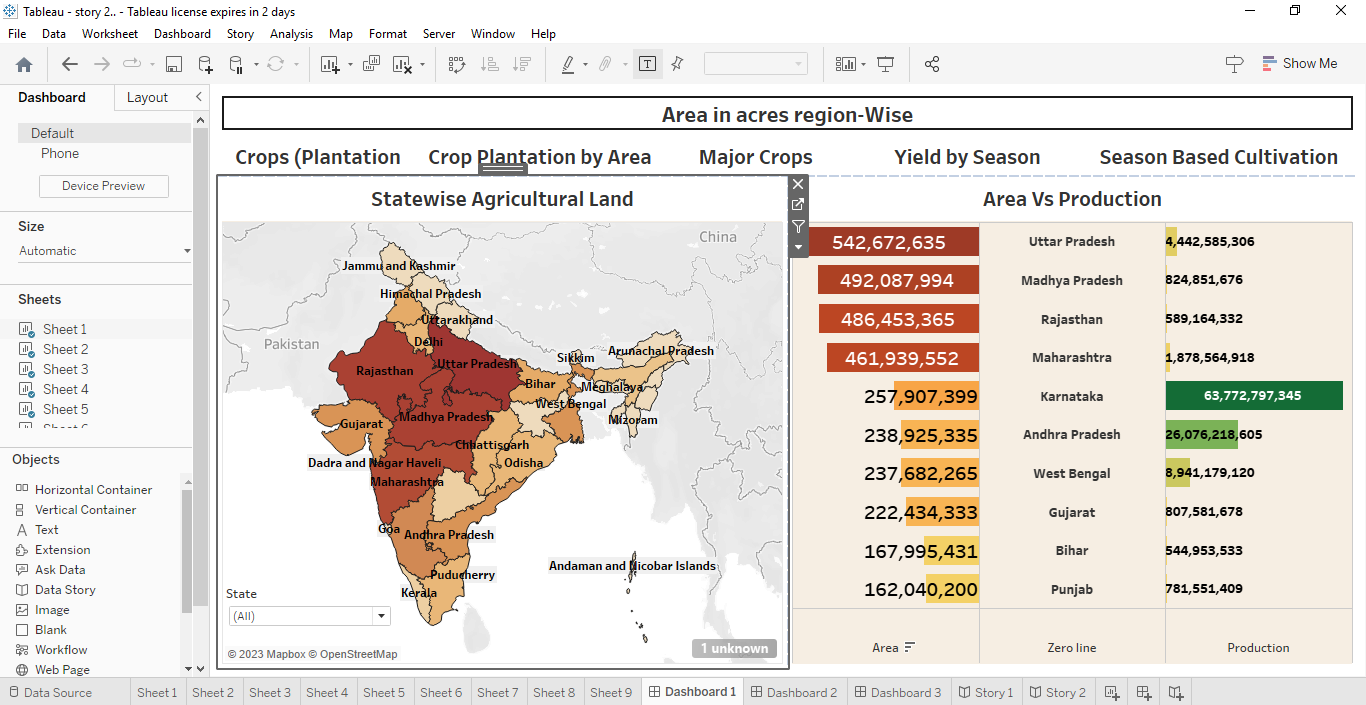 Tableau - story 2.. - Tableau license expires in 2 days
File Data Worksheet Dashboard Story Analysis Map Format Server Window Help
Show Me
Dashboard Layout
Default
Phone
Device Preview
Size
Automatic
Sheets
Sheet 1
Sheet 2
Sheet 3
Sheet 4
Sheet 5
Objects
Horizontal Container
Vertical Container
Text
Extension
Ask Data
Data Story
Image
Blank
Workflow
Web Page
Area in acres region-Wise
Crops (Plantation Crop Plantation by Area Major Crops Yield by Season Season Based Cultivation
Statewise Agricultural Land
China
Jammu and Kashmir
Himachal Pradesh
Uttarakhand
Pakistan
Delhi
Arunachal Pradesh
Sikkim
Uttar Pradesh
Rajasthan
Bihar
Meghalaya
West Bengal
Madhya Pradesh
Mizoram
Gujarat
Chhattisgarh
Dadra and Nagar Haveli
Odisha
Maharashtra
Goa
Andhra Pradesh
Andaman and Nicobar Islands
Puducherry
Kerala
State
(All)
© 2023 Mapbox © OpenStreetMap
1 unknown
Area Vs Production
542,672,635 Uttar Pradesh 4,442,585,306
492,087,994 Madhya Pradesh 824,851,676
486,453,365 Rajasthan 589,164,332
461,939,552 Maharashtra 1,878,564,918
257,907,399 Karnataka 63,772,797,345
238,925,335 Andhra Pradesh 26,076,218,605
237,682,265 West Bengal 8,941,179,120
222,434,333 Gujarat 807,581,678
167,995,431 Bihar 544,953,533
162,040,200 Punjab 781,551,409
Area Zero line Production
Data Source Sheet 1 Sheet 2 Sheet 3 Sheet 4 Sheet 5 Sheet 6 Sheet 7 Sheet 8 Sheet 9 Dashboard 1 Dashboard 2 Dashboard 3 Story 1 Story 2